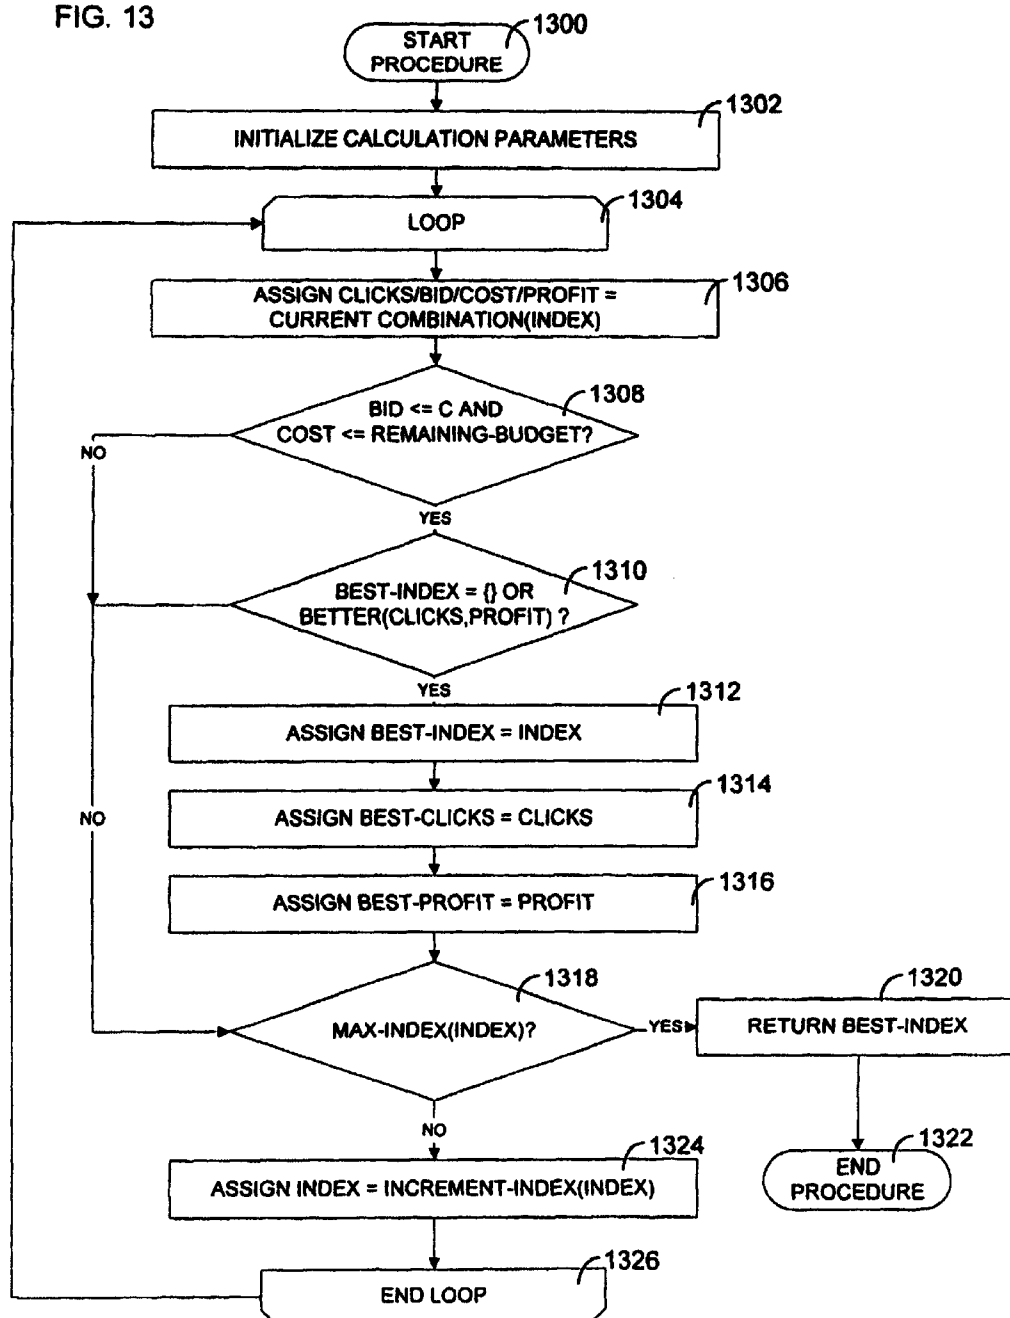 FIG. 13
START
PROCEDURE
1300
INITIALIZE CALCULATION PARAMETERS
1302
LOOP
1304
ASSIGN CLICKS/BID/COST/PROFIT =
CURRENT COMBINATION(INDEX)
1306
BID <= C AND
COST <= REMAINING-BUDGET?
1308
NO
YES
BEST-INDEX = {} OR
BETTER(CLICKS,PROFIT) ?
1310
YES
ASSIGN BEST-INDEX = INDEX
1312
ASSIGN BEST-CLICKS = CLICKS
1314
NO
ASSIGN BEST-PROFIT = PROFIT
1316
MAX-INDEX(INDEX)?
1318
YES
RETURN BEST-INDEX
1320
NO
ASSIGN INDEX = INCREMENT-INDEX(INDEX)
1324
END
PROCEDURE
1322
END LOOP
1326